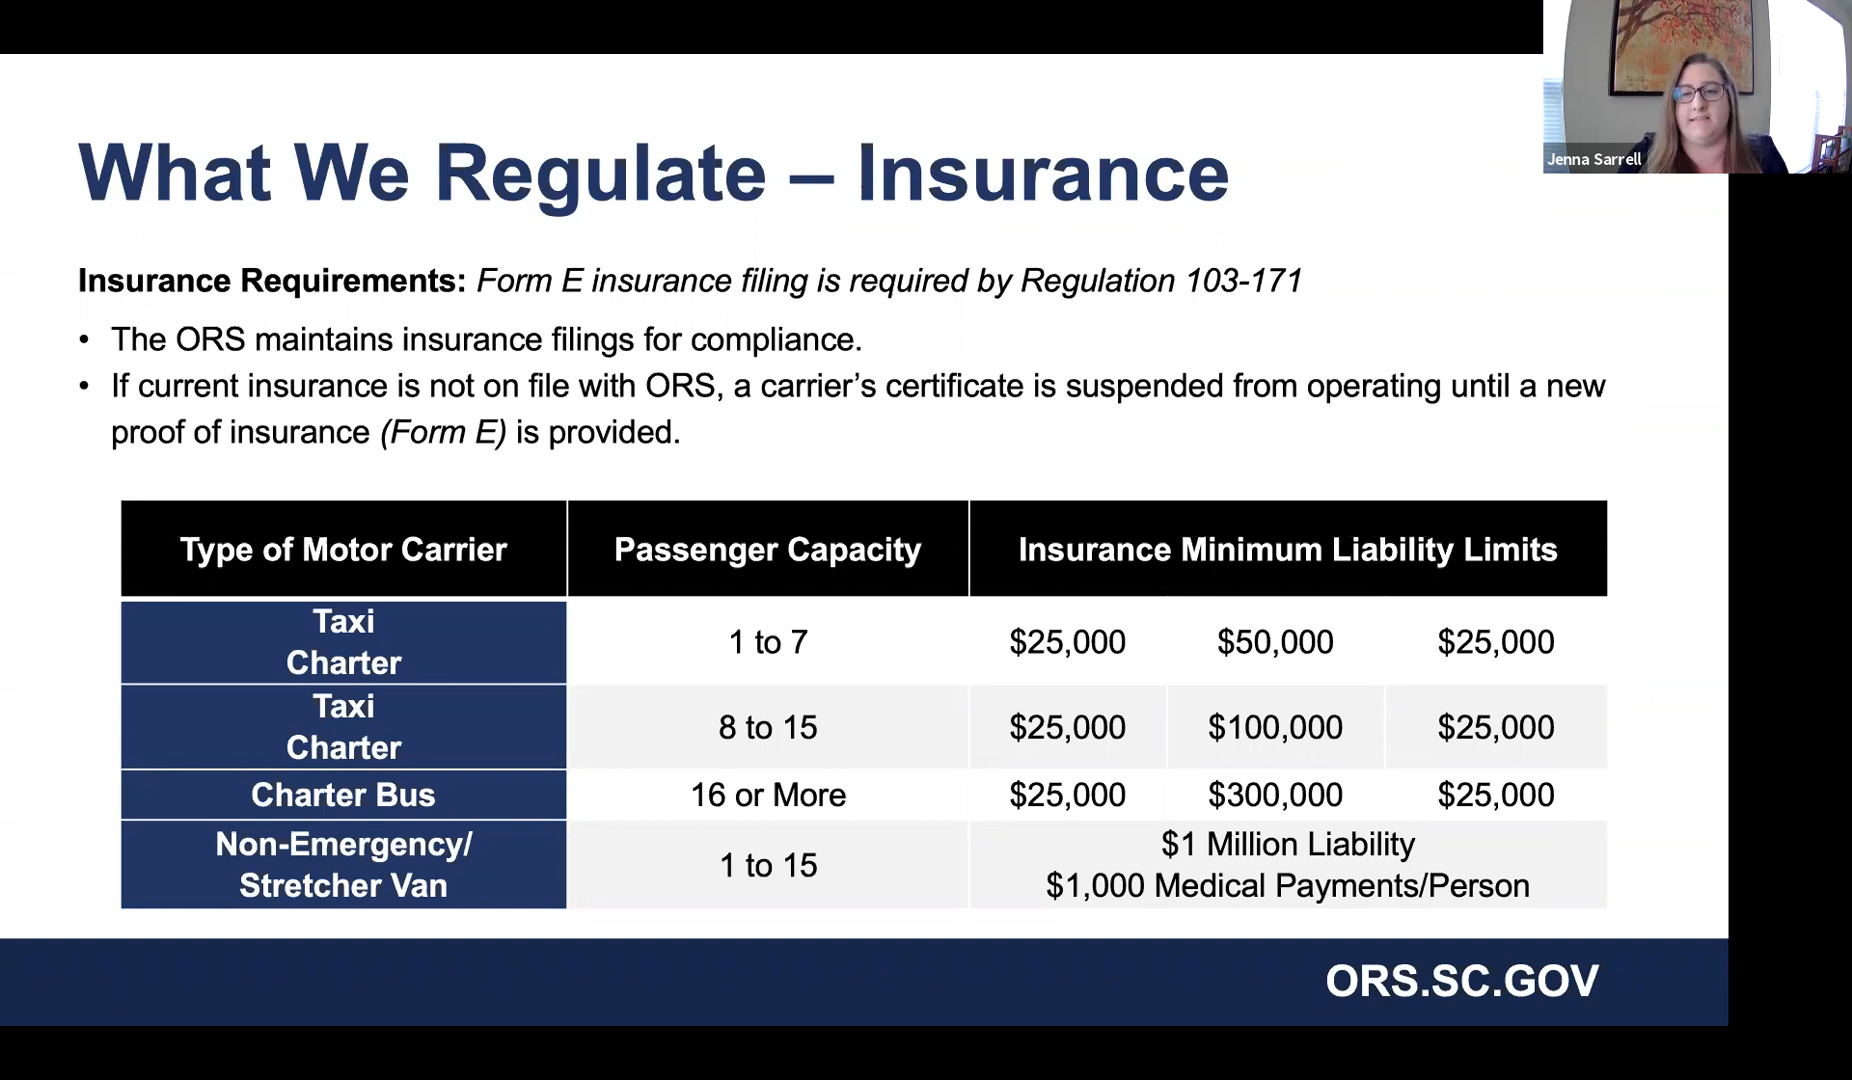 Jenna Sarrell
What We Regulate – Insurance
Insurance Requirements: Form E insurance filing is required by Regulation 103-171
• The ORS maintains insurance filings for compliance.
• If current insurance is not on file with ORS, a carrier’s certificate is suspended from operating until a new
proof of insurance (Form E) is provided.
Type of Motor Carrier Passenger Capacity Insurance Minimum Liability Limits
Taxi
Charter
1 to 7 $25,000 $50,000 $25,000
Taxi
Charter
8 to 15 $25,000 $100,000 $25,000
Charter Bus 16 or More $25,000 $300,000 $25,000
Non-Emergency/
Stretcher Van
1 to 15
$1 Million Liability
$1,000 Medical Payments/Person
ORS.SC.GOV